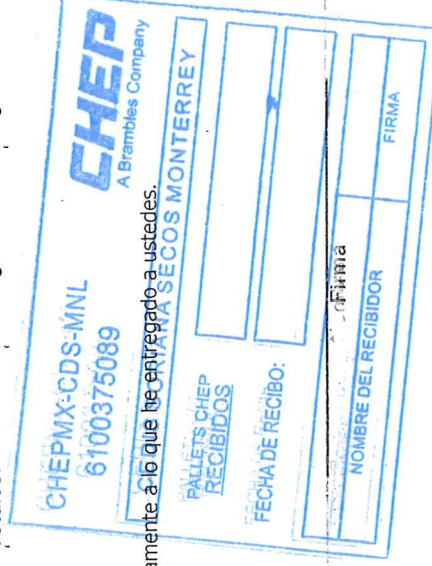 CHEPMX-CDS-MNL
6100375089
CHEP
A Brambles Company
SORIANA SECOS MONTERREY
amente a lo que he entregado a ustedes.
PALLETS CHEP
RECIBIDOS
FECHA DE RECIBO:
Firma
NOMBRE DEL RECIBIDOR
FIRMA